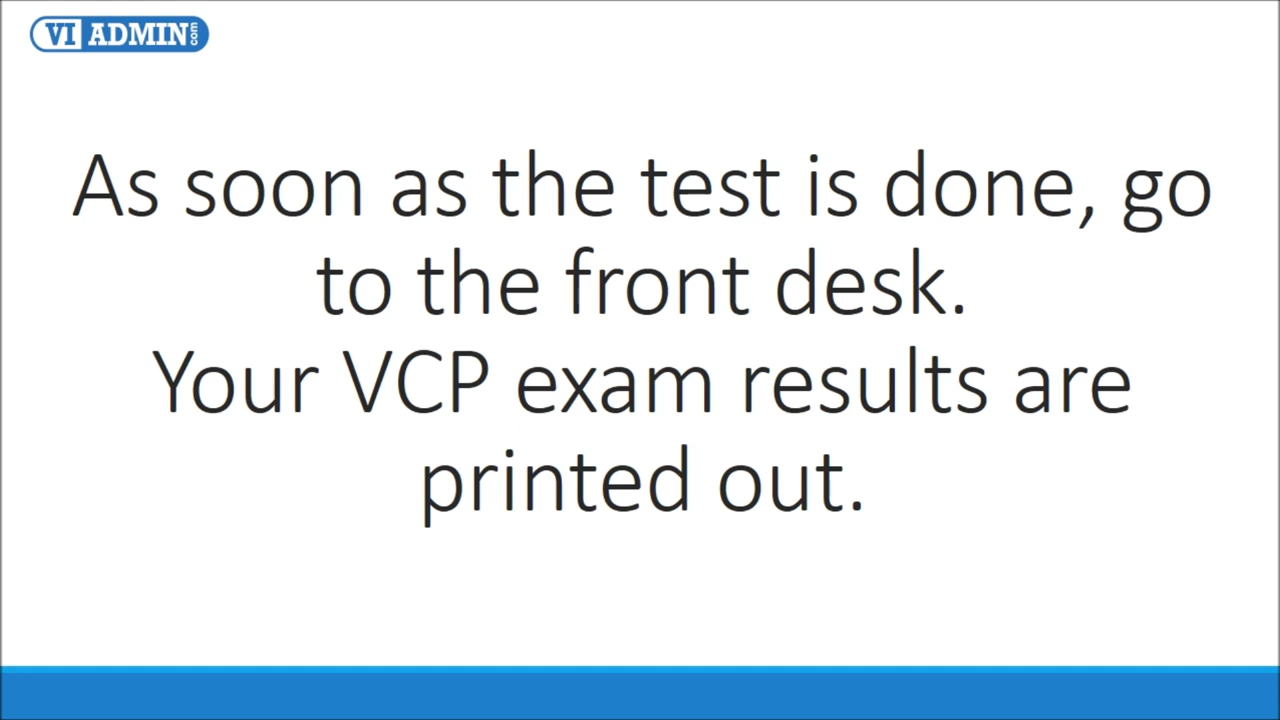 VI ADMIN.com
As soon as the test is done, go
to the front desk.
Your VCP exam results are
printed out.